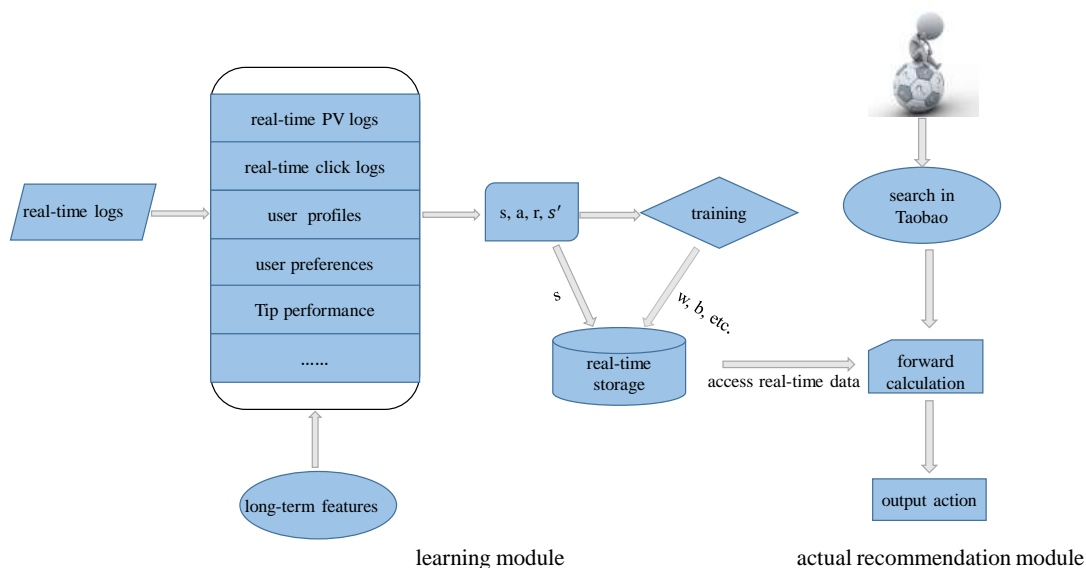 real-time logs
real-time PV logs
real-time click logs
user profiles
user preferences
Tip performance
......
long-term features
s, a, r, s′
training
s
w, b, etc.
real-time
storage
access real-time data
search in
Taobao
forward
calculation
output action
learning module
actual recommendation module